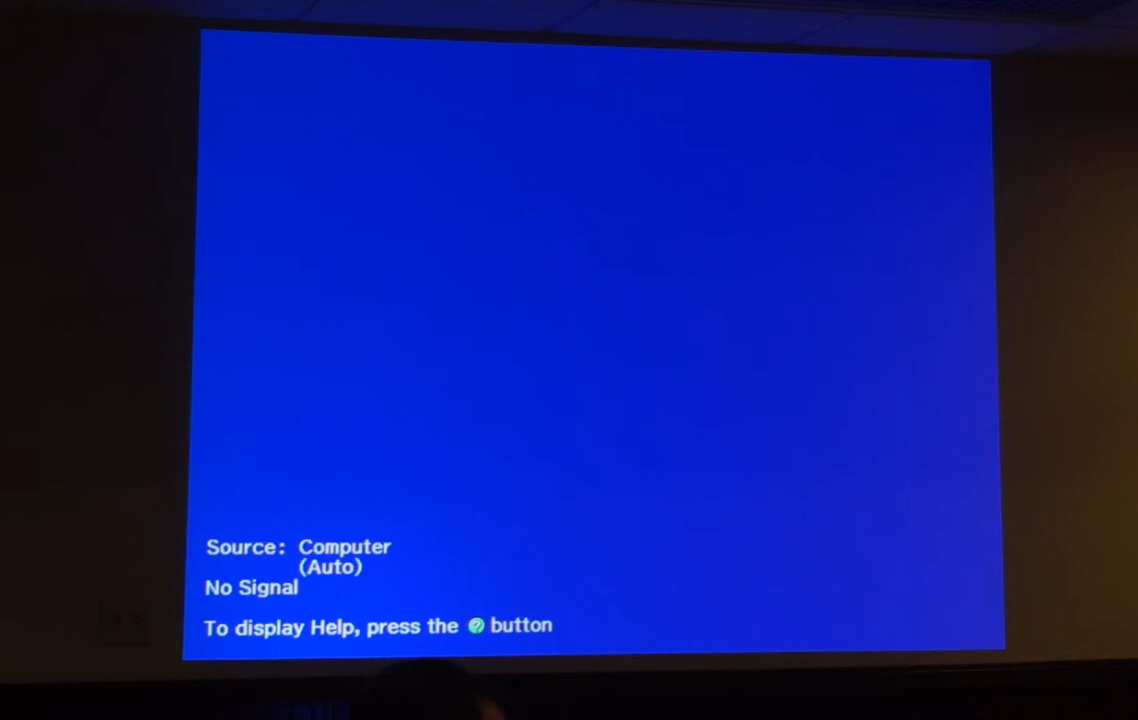 Source: Computer
(Auto)
No Signal
To display Help, press the ? button